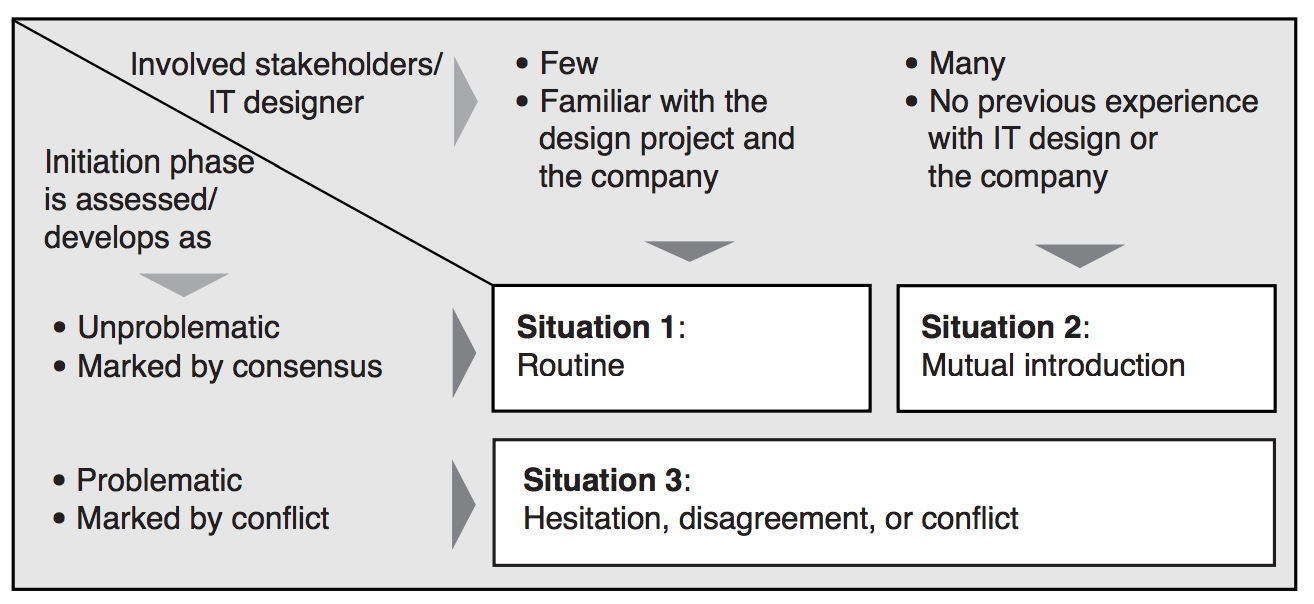 Involved stakeholders/
IT designer
• Few
• Familiar with the
design project and
the company
• Many
• No previous experience
with IT design or
the company
Initiation phase
is assessed/
develops as
• Unproblematic
• Marked by consensus
Situation 1:
Routine
Situation 2:
Mutual introduction
• Problematic
• Marked by conflict
Situation 3:
Hesitation, disagreement, or conflict